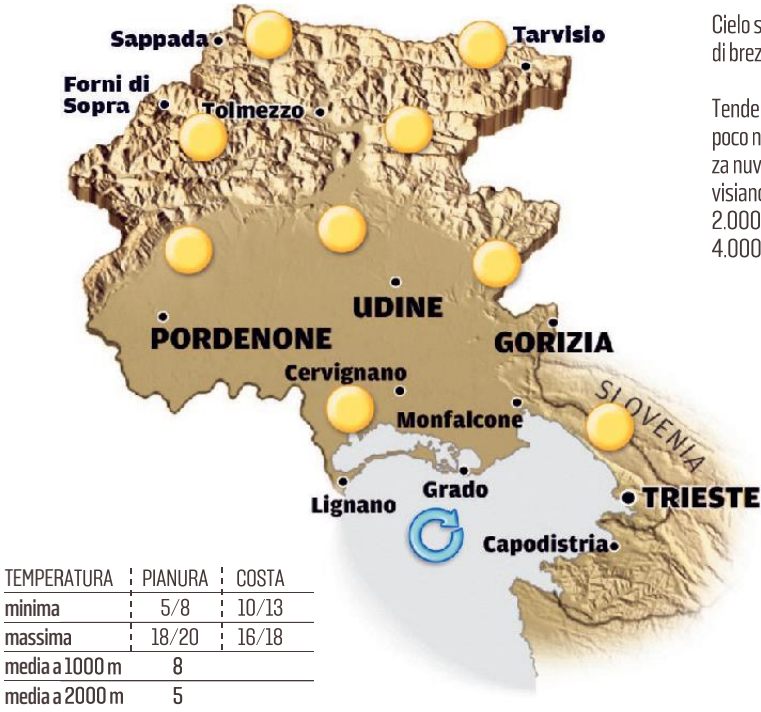 Sappada
Tarvisio
Forni di
Sopra
Tolmezzo
UDINE
PORDENONE
GORIZIA
Cervignano
Monfalcone
SLOVENIA
Lignano
Grado
TRIESTE
Capodistria
TEMPERATURA PIANURA COSTA
minima 5/8 10/13
massima 18/20 16/18
media a 1000 m 8
media a 2000 m 5
Cielo s
di brez
Tende
poco n
za nuv
visiano
2.000
4.000